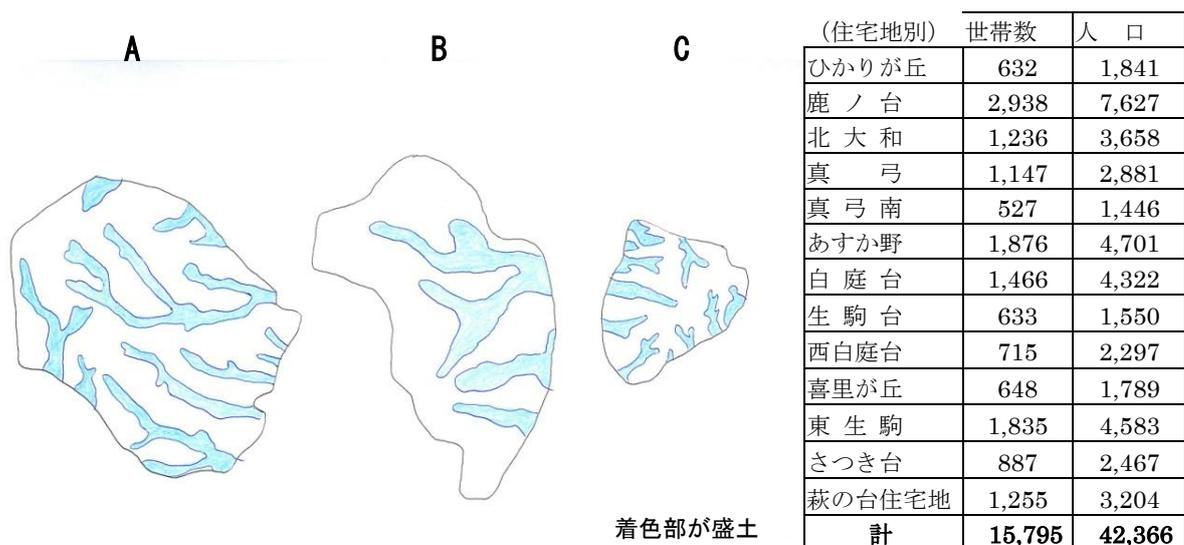 A B C
着色部が盛土
(住宅地別) 世帯数 人 口
ひかりが丘 632 1,841
鹿ノ台 2,938 7,627
北大和 1,236 3,658
真 弓 1,147 2,881
真弓南 527 1,446
あすか野 1,876 4,701
白庭台 1,466 4,322
生駒台 633 1,550
西白庭台 715 2,297
喜里が丘 648 1,789
東生駒 1,835 4,583
さつき台 887 2,467
萩の台住宅地 1,255 3,204
計 15,795 42,366